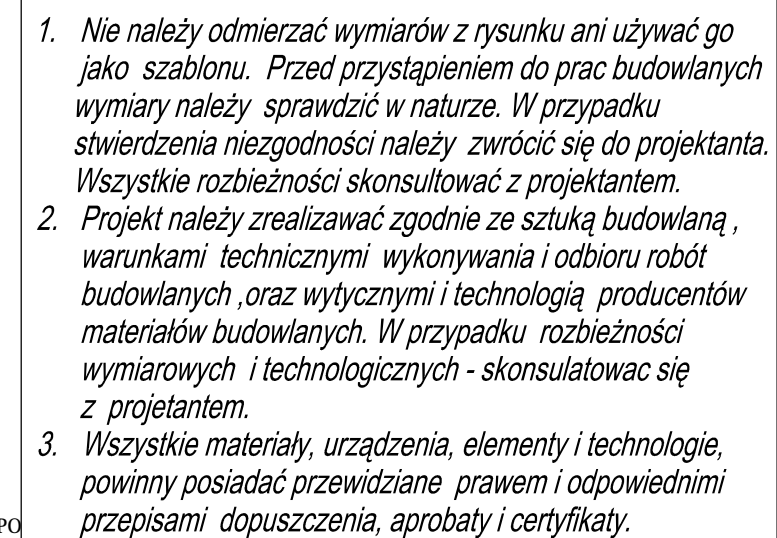 1. Nie należy odmierzać wymiarów z rysunku ani używać go
jako szablonu. Przed przystąpieniem do prac budowlanych
wymiary należy sprawdzić w naturze. W przypadku
stwierdzenia niezgodności należy zwrócić się do projektanta.
Wszystkie rozbieżności skonsultować z projektantem.
2. Projekt należy zrealizawać zgodnie ze sztuką budowlaną ,
warunkami technicznymi wykonywania i odbioru robót
budowlanych ,oraz wytycznymi i technologią producentów
materiałów budowlanych. W przypadku rozbieżności
wymiarowych i technologicznych - skonsulatowac się
z projetantem.
3. Wszystkie materiały, urządzenia, elementy i technologie,
powinny posiadać przewidziane prawem i odpowiednimi
przepisami dopuszczenia, aprobaty i certyfikaty.
PO